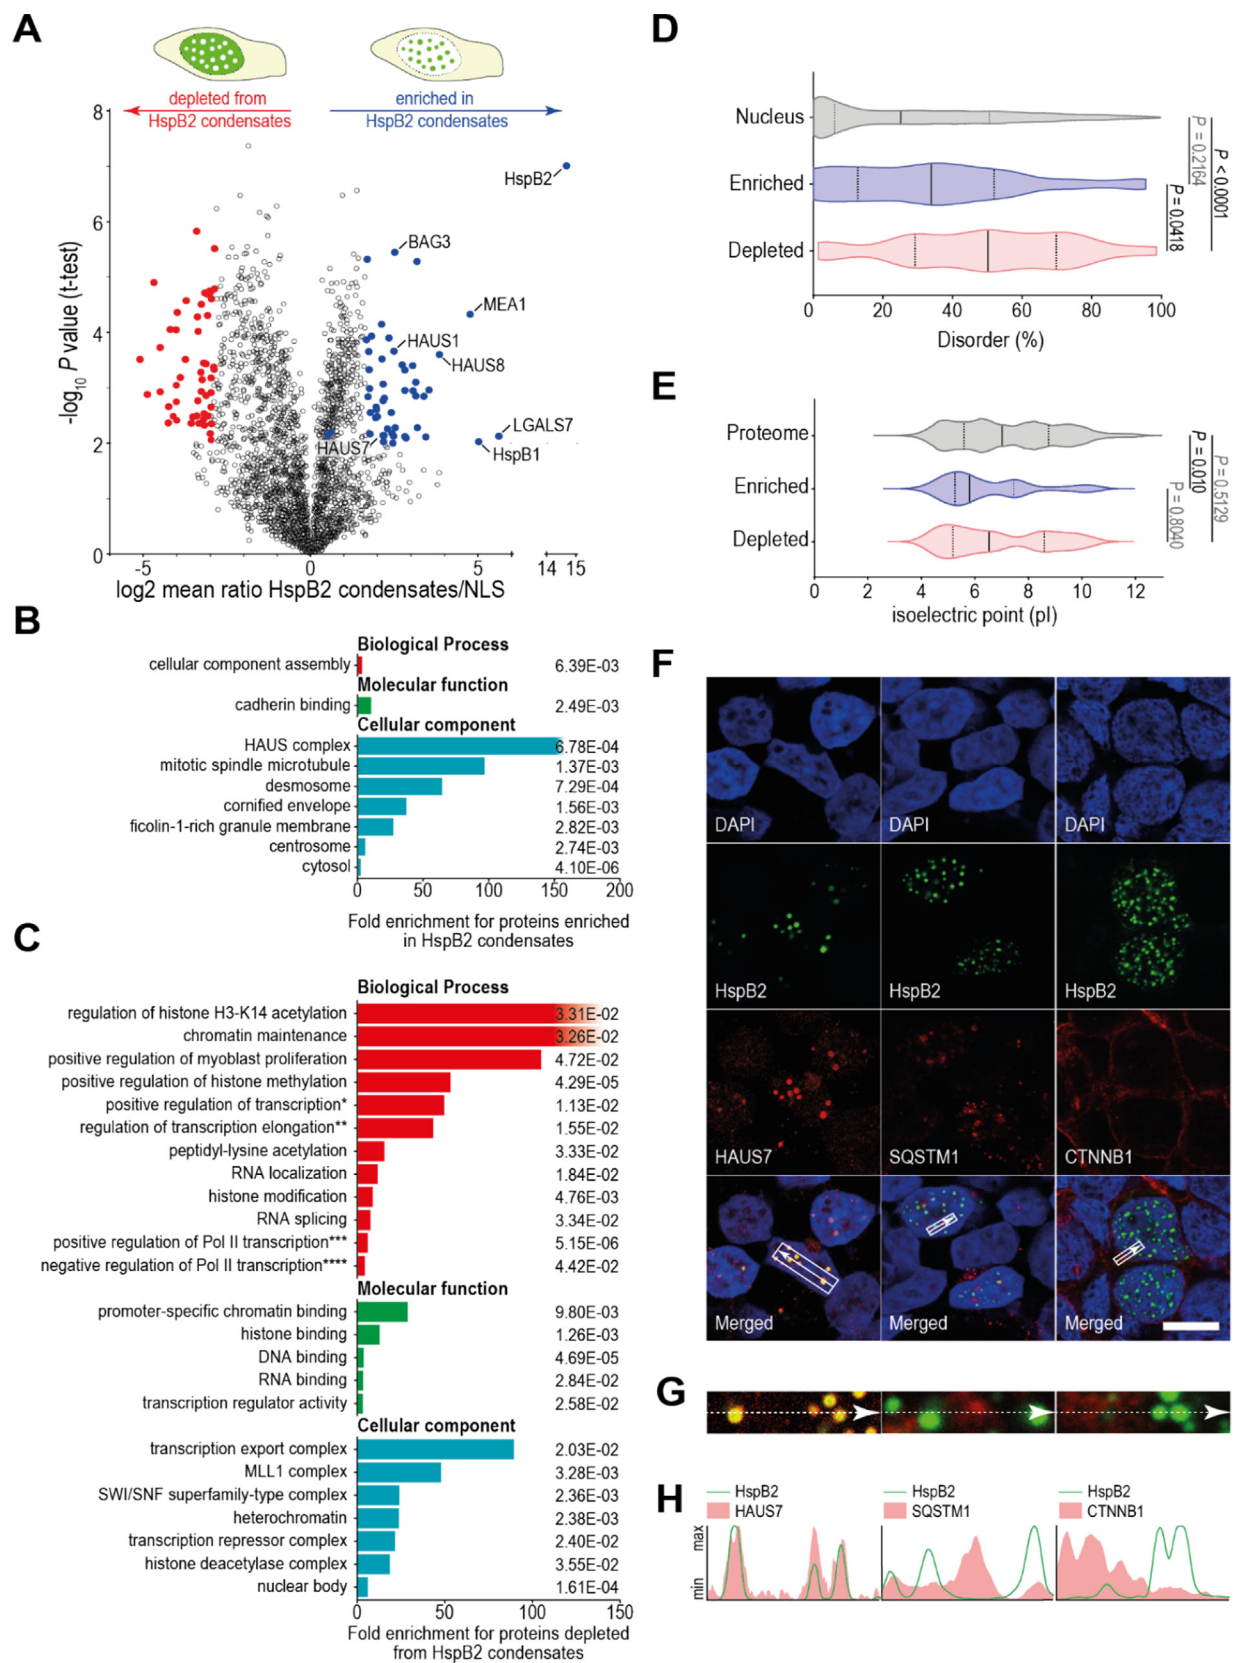 A
depleted from
HspB2 condensates
enriched in
HspB2 condensates
8
6
4
2
0
-log10 P value (t-test)
HspB2
BAG3
MEA1
HAUS1
HAUS8
LGALS7
HAUS7
HspB1
-5
0
5
14
15
log2 mean ratio HspB2 condensates/NLS
B
Biological Process
cellular component assembly
6.39E-03
Molecular function
cadherin binding
2.49E-03
Cellular component
HAUS complex
6.78E-04
mitotic spindle microtubule
1.37E-03
desmosome
7.29E-04
cornified envelope
1.56E-03
ficolin-1-rich granule membrane
2.82E-03
centrosome
2.74E-03
cytosol
4.10E-06
0
50
100
150
200
Fold enrichment for proteins enriched
in HspB2 condensates
C
Biological Process
regulation of histone H3-K14 acetylation
3.31E-02
chromatin maintenance
3.26E-02
positive regulation of myoblast proliferation
4.72E-02
positive regulation of histone methylation
4.29E-05
positive regulation of transcription*
1.13E-02
regulation of transcription elongation**
1.55E-02
peptidyl-lysine acetylation
3.33E-02
RNA localization
1.84E-02
histone modification
4.76E-03
RNA splicing
3.34E-02
positive regulation of Pol II transcription***
5.15E-06
negative regulation of Pol II transcription****
4.42E-02
Molecular function
promoter-specific chromatin binding
9.80E-03
histone binding
1.26E-03
DNA binding
4.69E-05
RNA binding
2.84E-02
transcription regulator activity
2.58E-02
Cellular component
transcription export complex
2.03E-02
MLL1 complex
3.28E-03
SWI/SNF superfamily-type complex
2.36E-03
heterochromatin
2.38E-03
transcription repressor complex
2.40E-02
histone deacetylase complex
3.55E-02
nuclear body
1.61E-04
0
50
100
150
Fold enrichment for proteins depleted
from HspB2 condensates
D
Nucleus
Enriched
Depleted
P = 0.2164
P < 0.0001
P = 0.0418
0
20
40
60
80
100
Disorder (%)
E
Proteome
Enriched
Depleted
P = 0.010
P = 0.5129
P = 0.8040
0
2
4
6
8
10
12
isoelectric point (pI)
F
DAPI
DAPI
DAPI
HspB2
HspB2
HspB2
HAUS7
SQSTM1
CTNNB1
Merged
Merged
Merged
G
H
HspB2
HAUS7
HspB2
SQSTM1
HspB2
CTNNB1
max
min